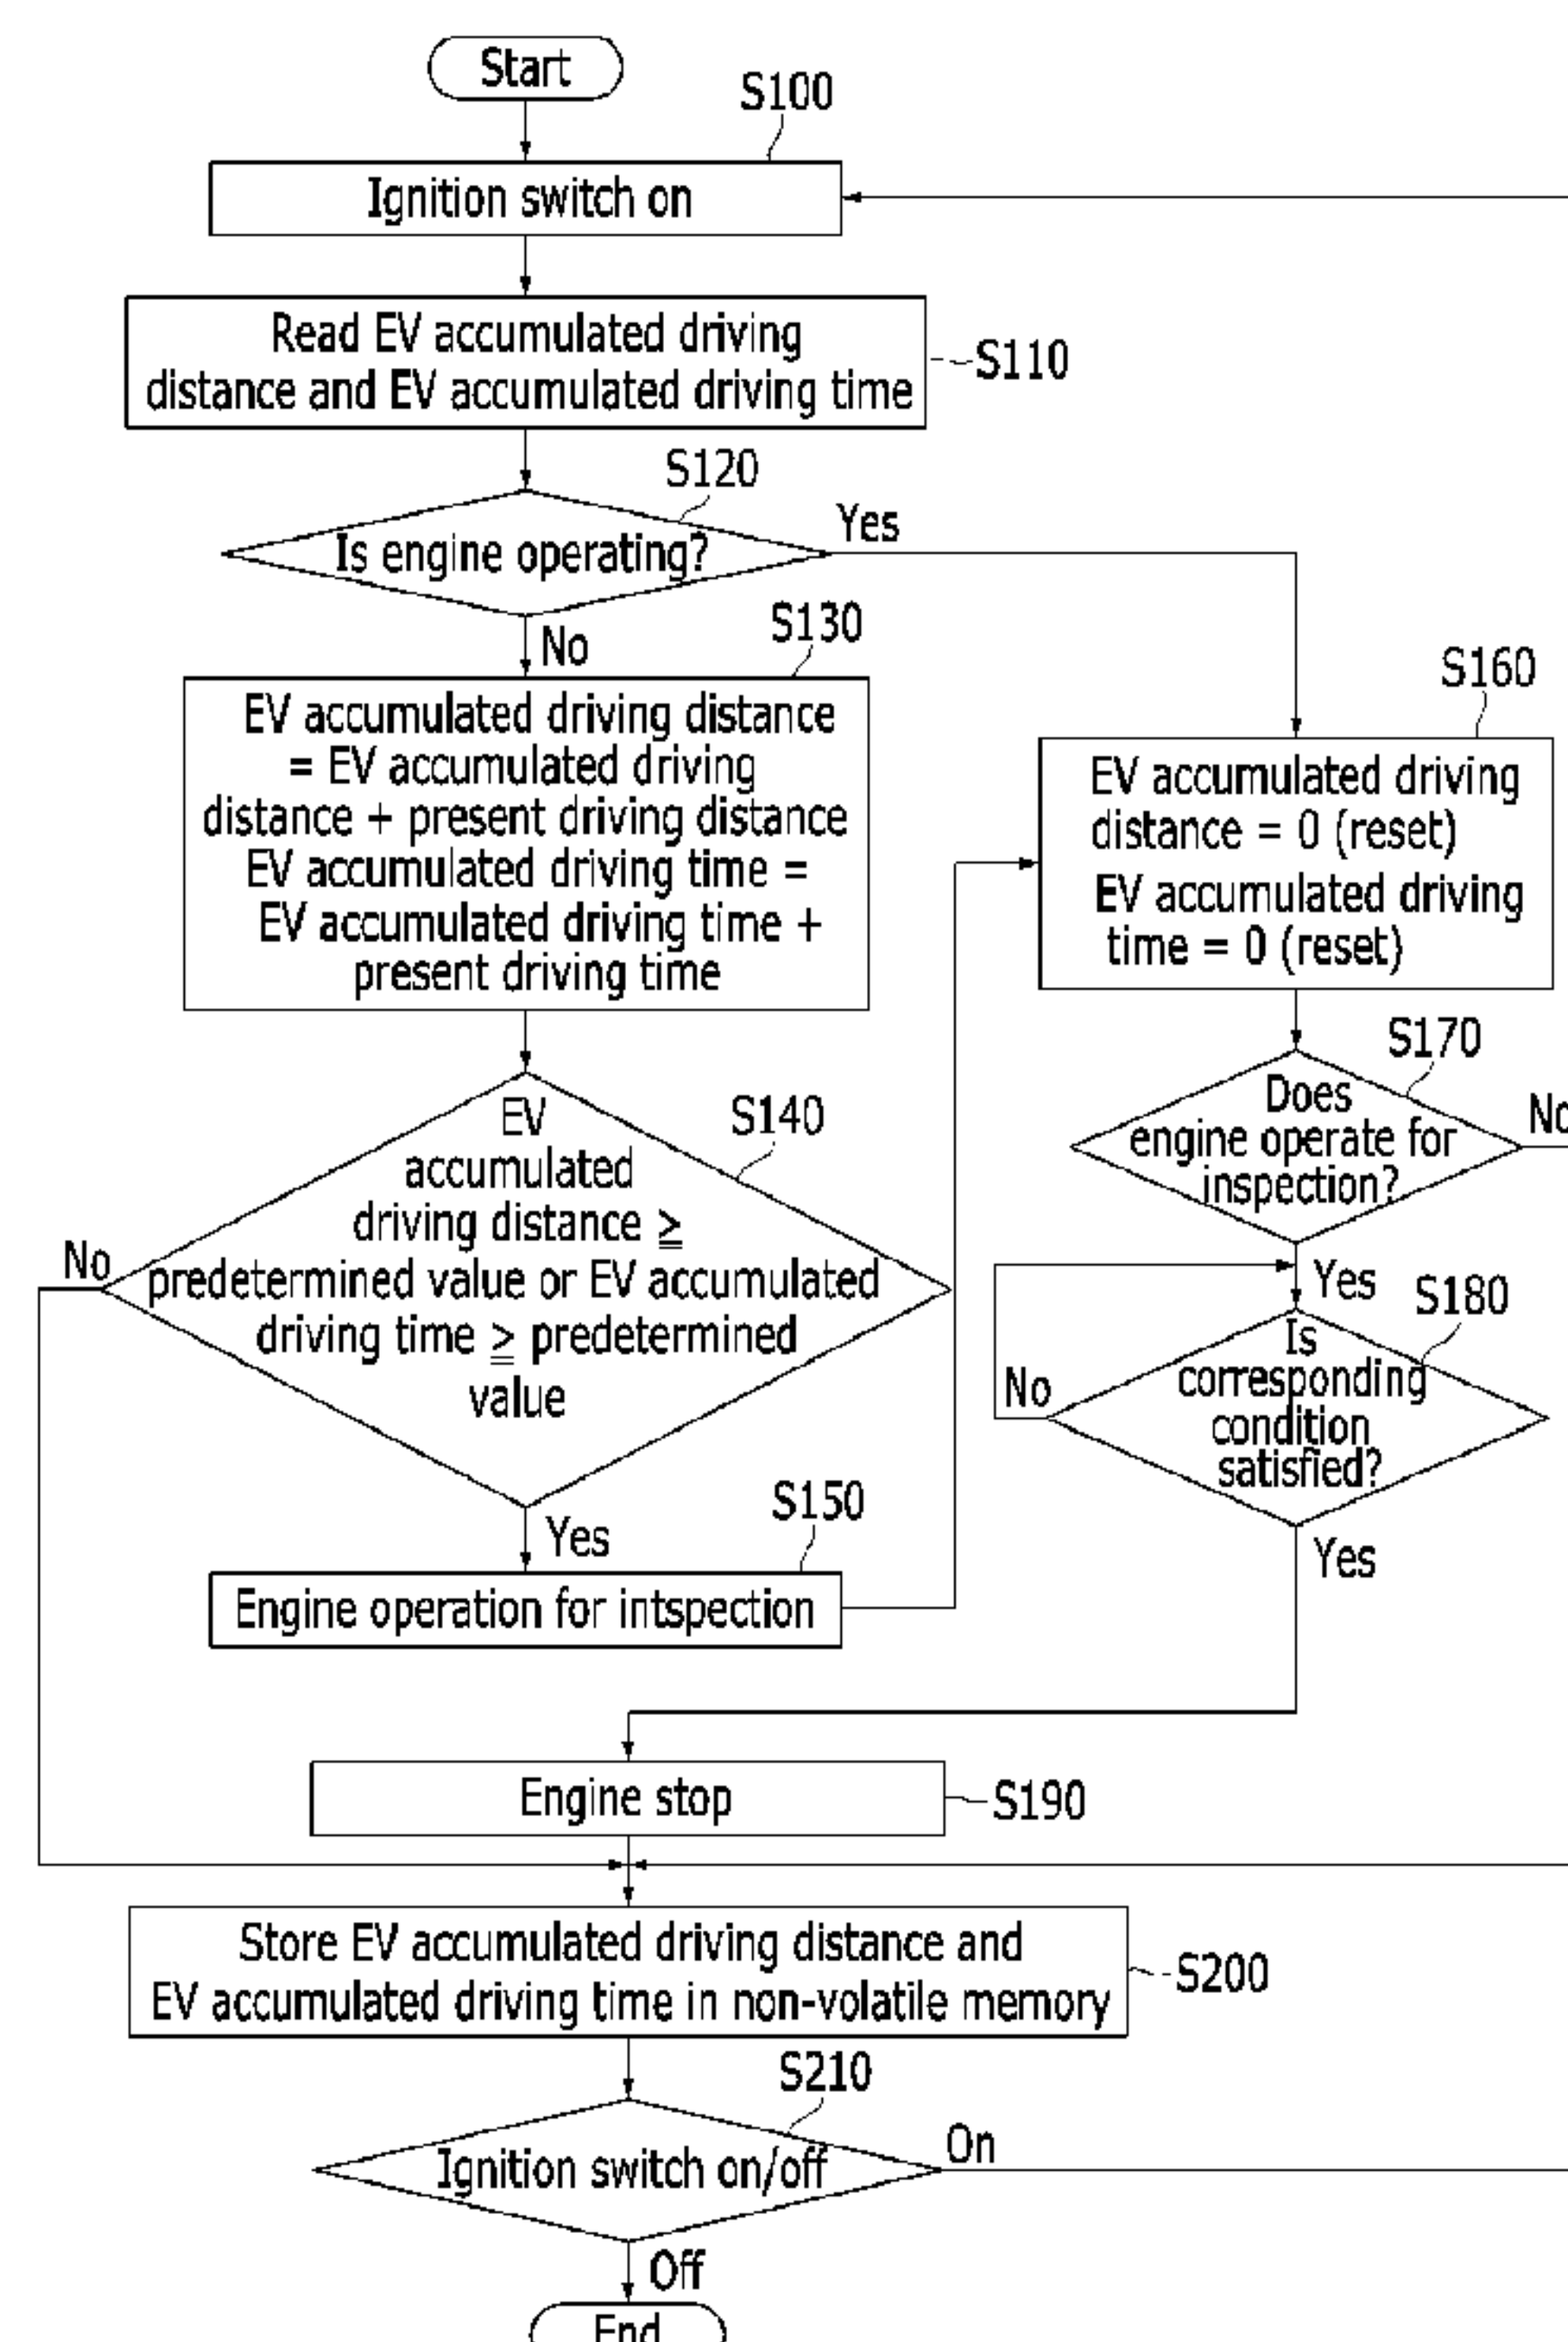 Start
S100
Ignition switch on
Read EV accumulated driving
distance and EV accumulated driving time
S110
S120
Is engine operating?
Yes
No
S130
EV accumulated driving distance
= EV accumulated driving
distance + present driving distance
EV accumulated driving time =
EV accumulated driving time +
present driving time
S160
EV accumulated driving
distance = 0 (reset)
EV accumulated driving
time = 0 (reset)
S170
Does
engine operate for
inspection?
No
S140
EV
accumulated
driving distance ≧
predetermined value or EV accumulated
driving time ≧ predetermined
value
No
Yes
S180
Is
corresponding
condition
satisfied?
No
Yes
Yes
S150
Engine operation for intspection
Engine stop
S190
Store EV accumulated driving distance and
EV accumulated driving time in non-volatile memory
S200
S210
Ignition switch on/off
On
Off
End